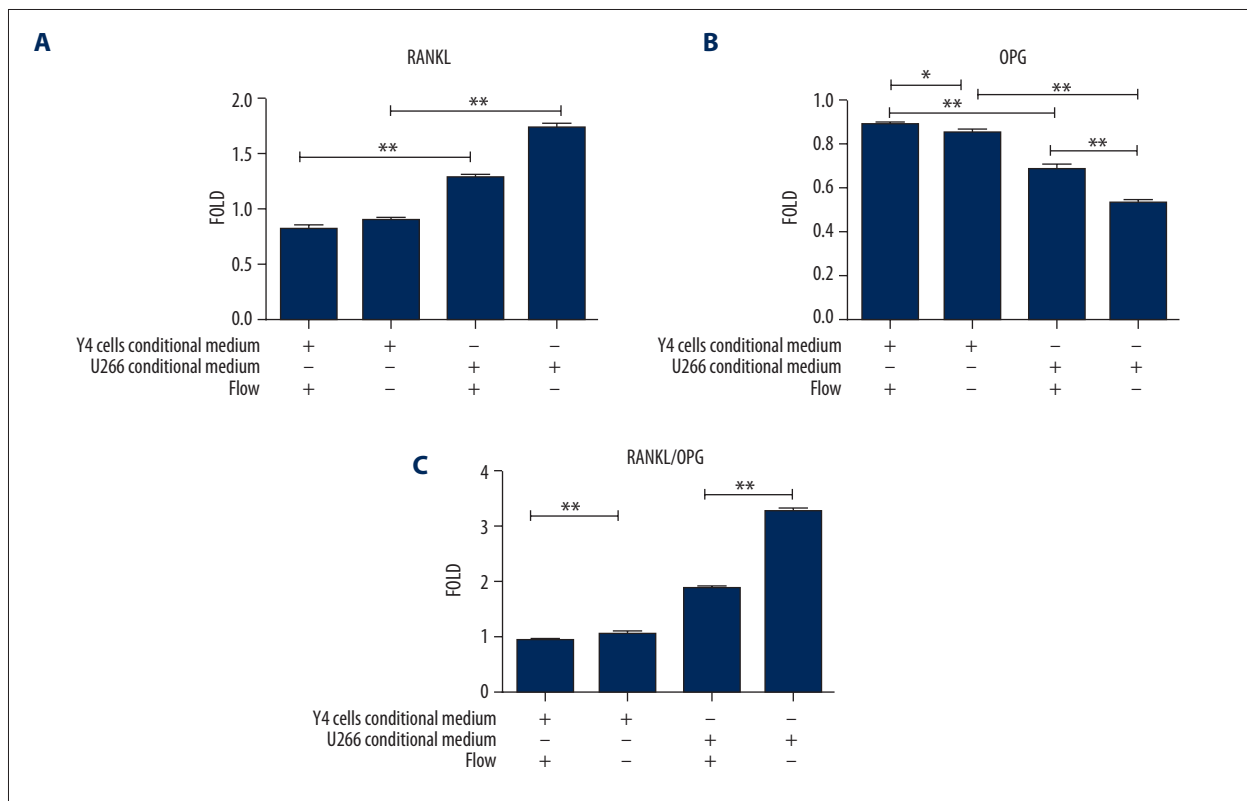 A
RANKL
FOLD
2.0
1.5
1.0
0.5
0.0
**
**
Y4 cells conditional medium + + – –
U266 conditional medium – – + +
Flow + – + –
B
OPG
FOLD
1.0
0.8
0.6
0.4
0.2
0.0
*
**
**
**
Y4 cells conditional medium + + – –
U266 conditional medium – – + +
Flow + – + –
C
RANKL/OPG
FOLD
4
3
2
1
0
**
**
Y4 cells conditional medium + + – –
U266 conditional medium – – + +
Flow + – + –